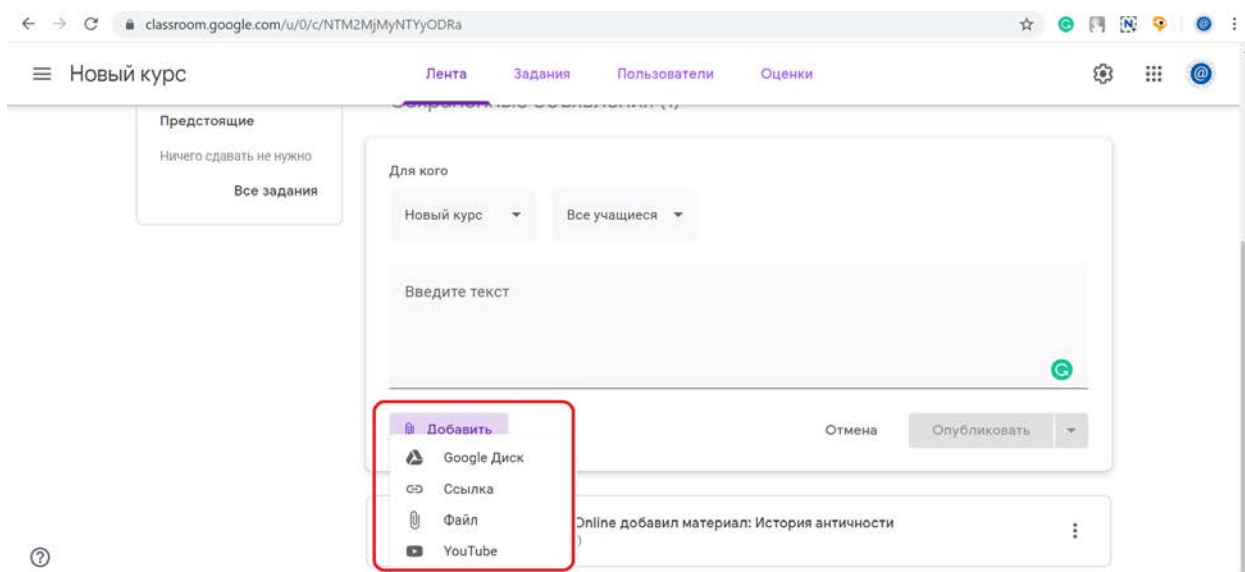 classroom.google.com/u/0/c/NTM2MjMyNTYyODRa
Новый курс
Лента Задания Пользователи Оценки
Предстоящие
Ничего сдавать не нужно
Все задания
Для кого
Новый курс Все учащиеся
Введите текст
Добавить
Отмена Опубликовать
Google Диск
Ссылка
Файл
YouTube
Online добавил материал: История античности